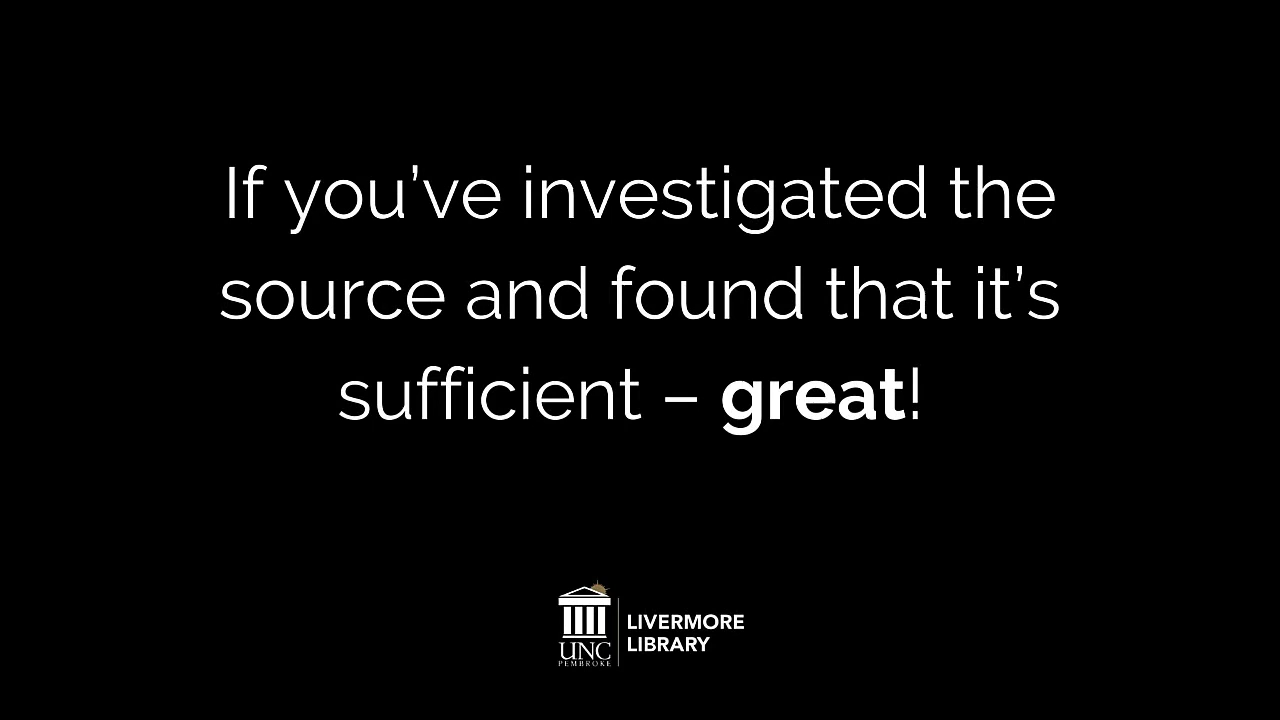 If you’ve investigated the
source and found that it’s
sufficient – great!
UNC
PEMBROKE
LIVERMORE
LIBRARY